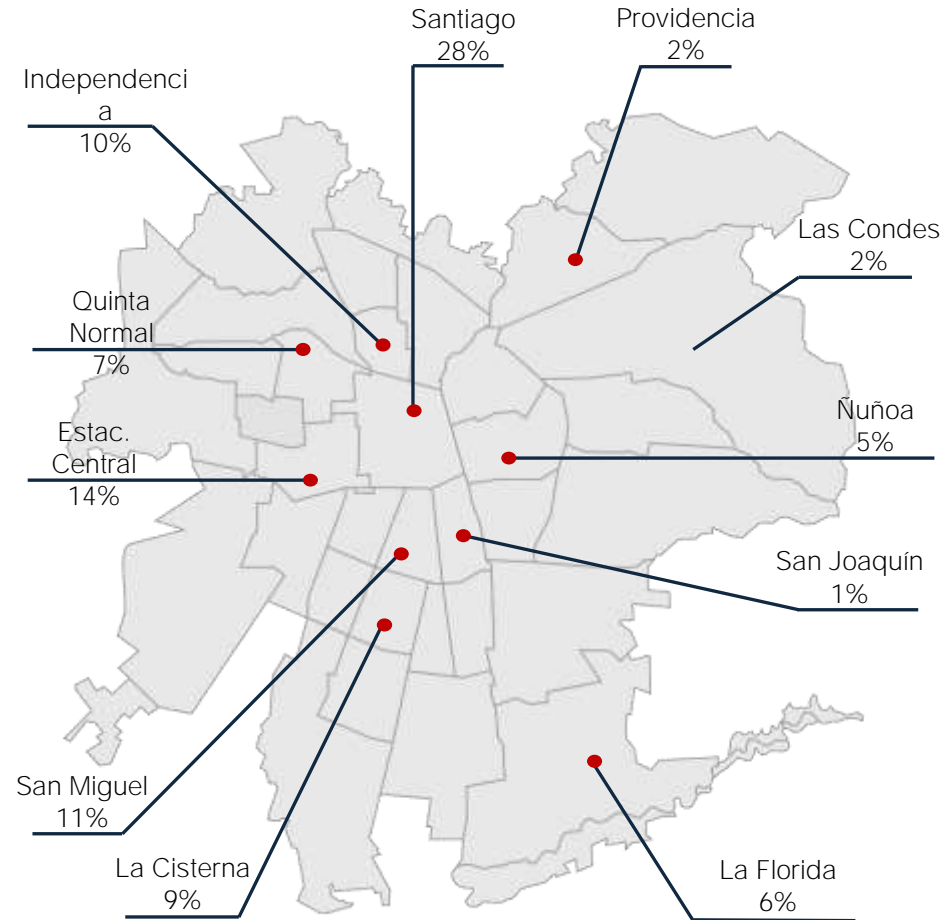 Santiago
28%
Providencia
2%
Independenci
a
10%
Las Condes
2%
Quinta
Normal
7%
Ñuñoa
5%
Estac.
Central
14%
San Joaquín
1%
San Miguel
11%
La Cisterna
9%
La Florida
6%